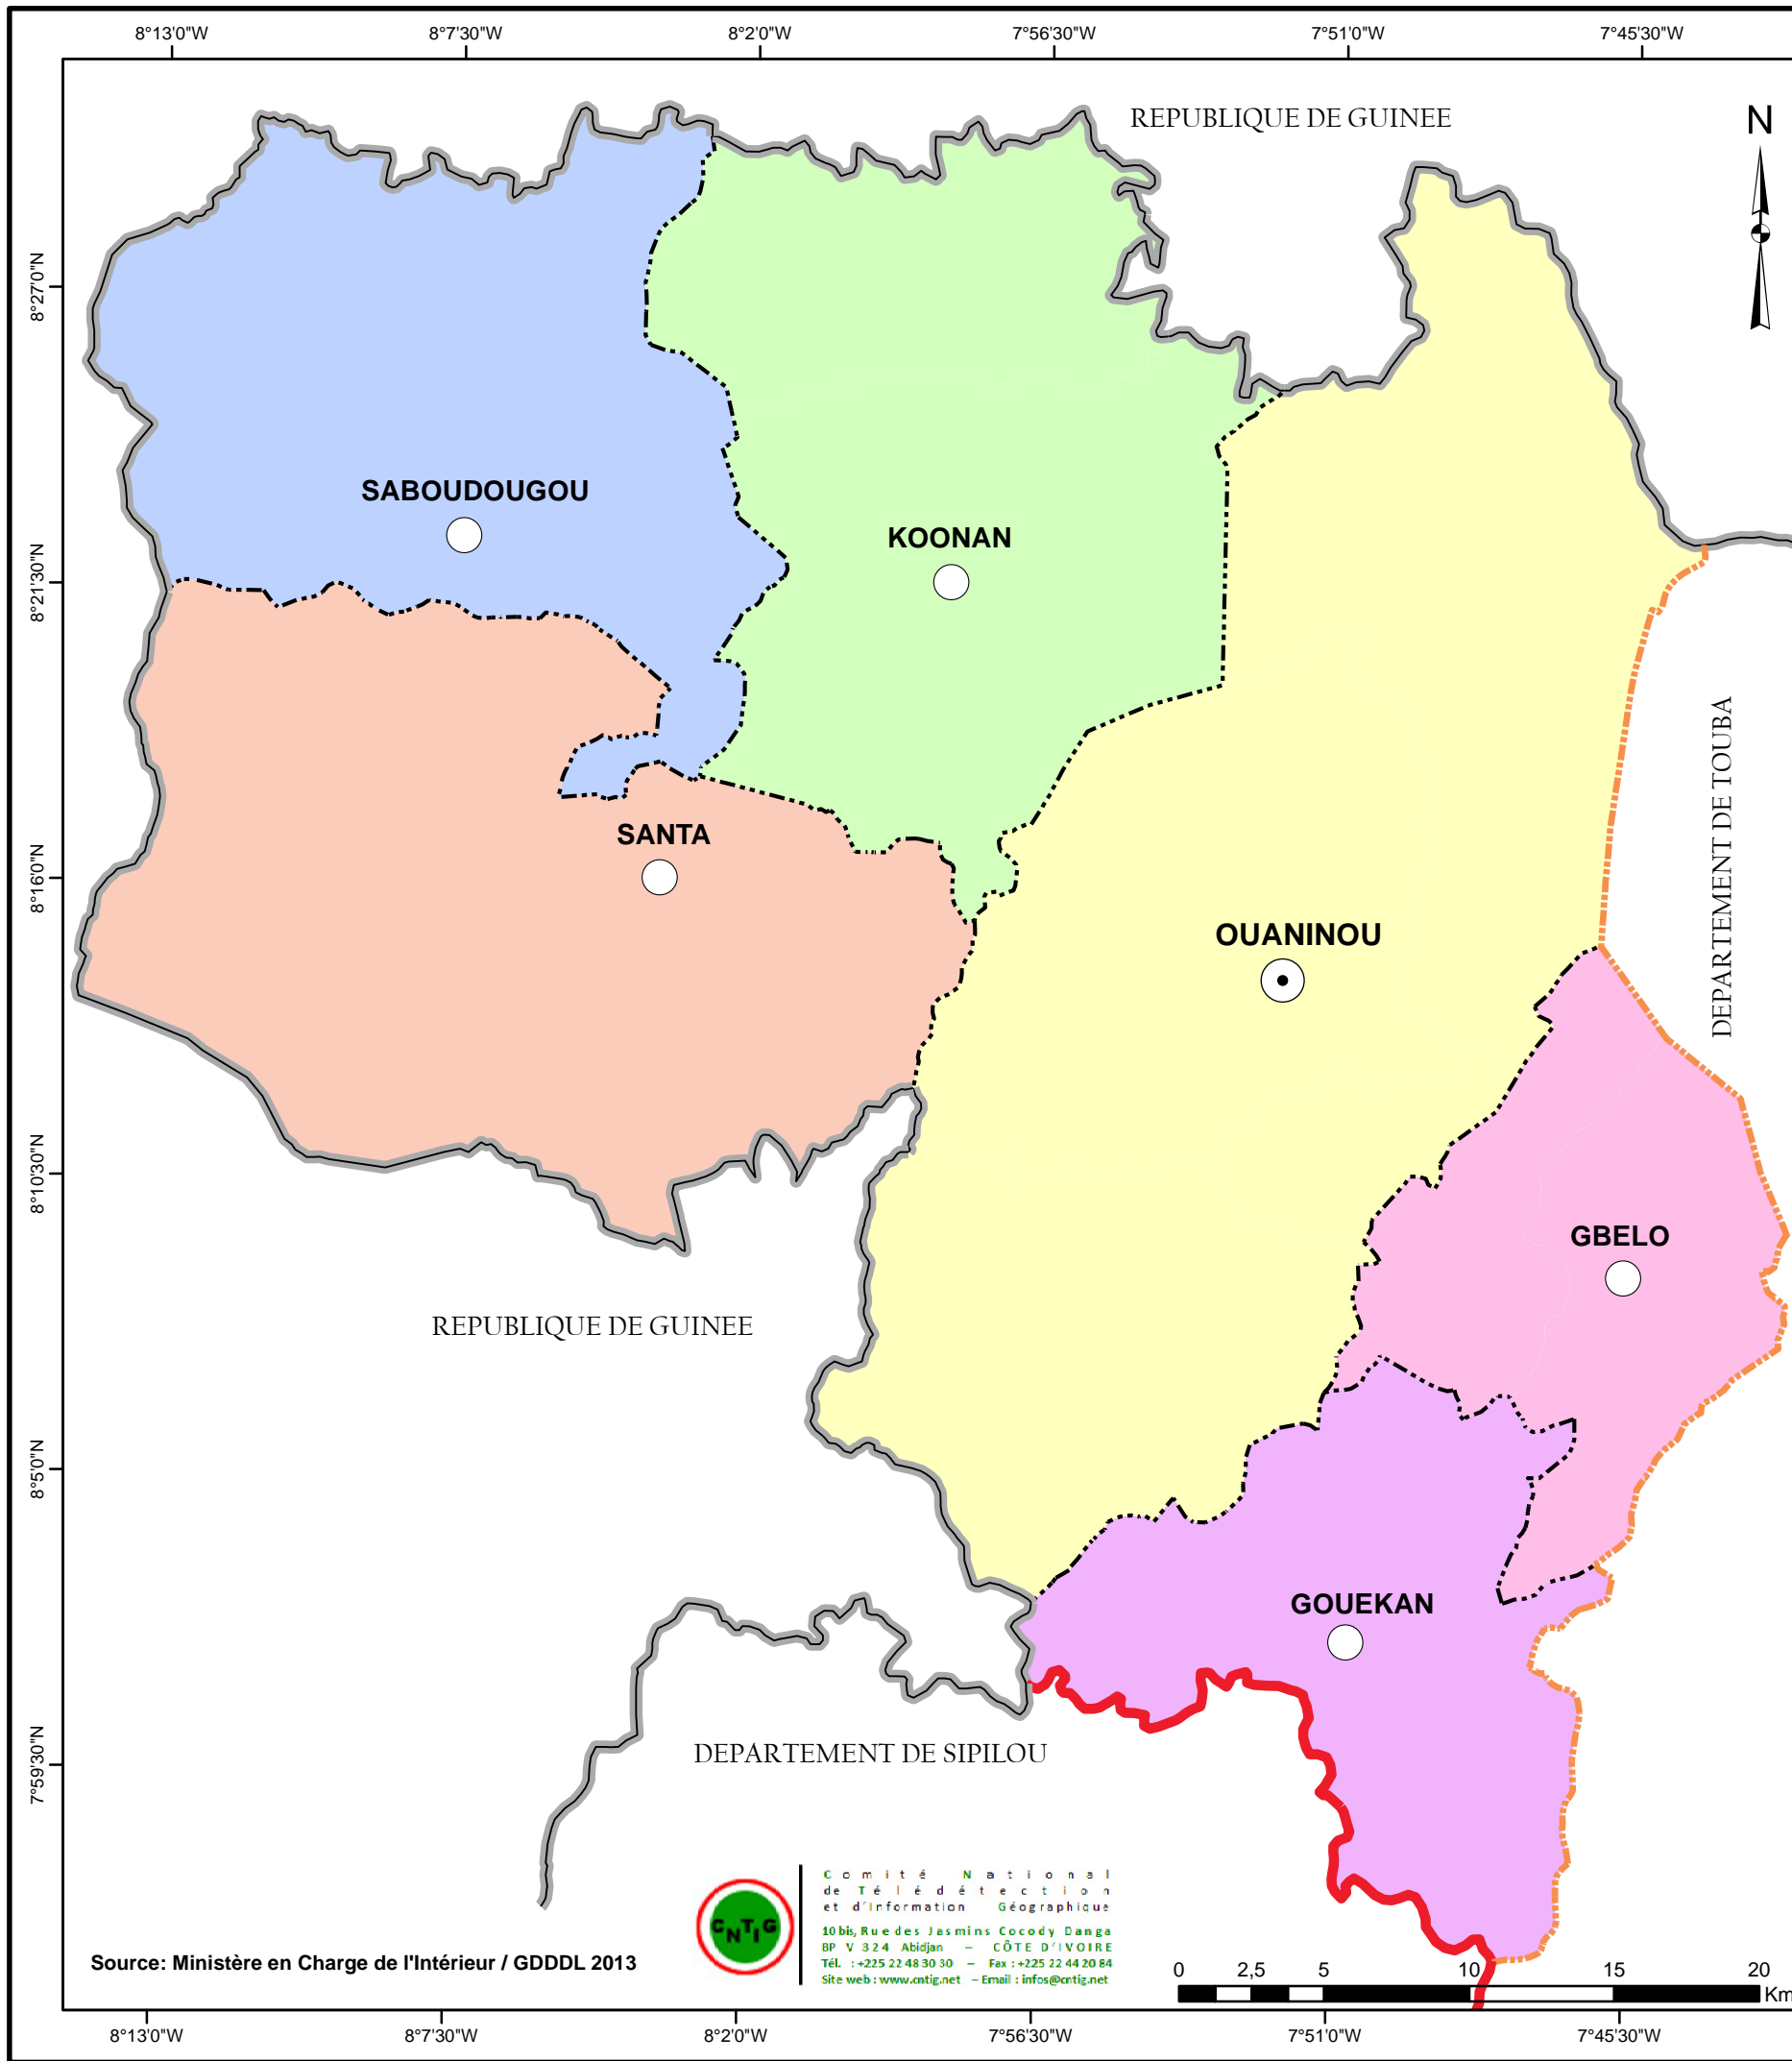 8°13'0"W
8°7'30"W
8°2'0"W
7°56'30"W
7°51'0"W
7°45'30"W
REPUBLIQUE DE GUINEE
N
8°27'0"N
SABOUDOUGOU
KOONAN
8°21'30"N
DEPARTEMENT DE TOUBA
SANTA
8°16'0"N
OUANINOU
8°10'30"N
GBELO
REPUBLIQUE DE GUINEE
8°5'0"N
GOUEKAN
DEPARTEMENT DE SIPILOU
7°59'30"N
CNTIG
Comité National
de Télédétection
et d'Information Géographique
10 bis, Rue des Jasmins Cocody Danga
BP V 324 Abidjan – CÔTE D'IVOIRE
Tél. : +225 22 48 30 30 – Fax : +225 22 44 20 84
Site web : www.cntig.net – Email : infos@cntig.net
Source: Ministère en Charge de l'Intérieur / GDDDL 2013
0 2,5 5 10 15 20
Km
8°13'0"W
8°7'30"W
8°2'0"W
7°56'30"W
7°51'0"W
7°45'30"W